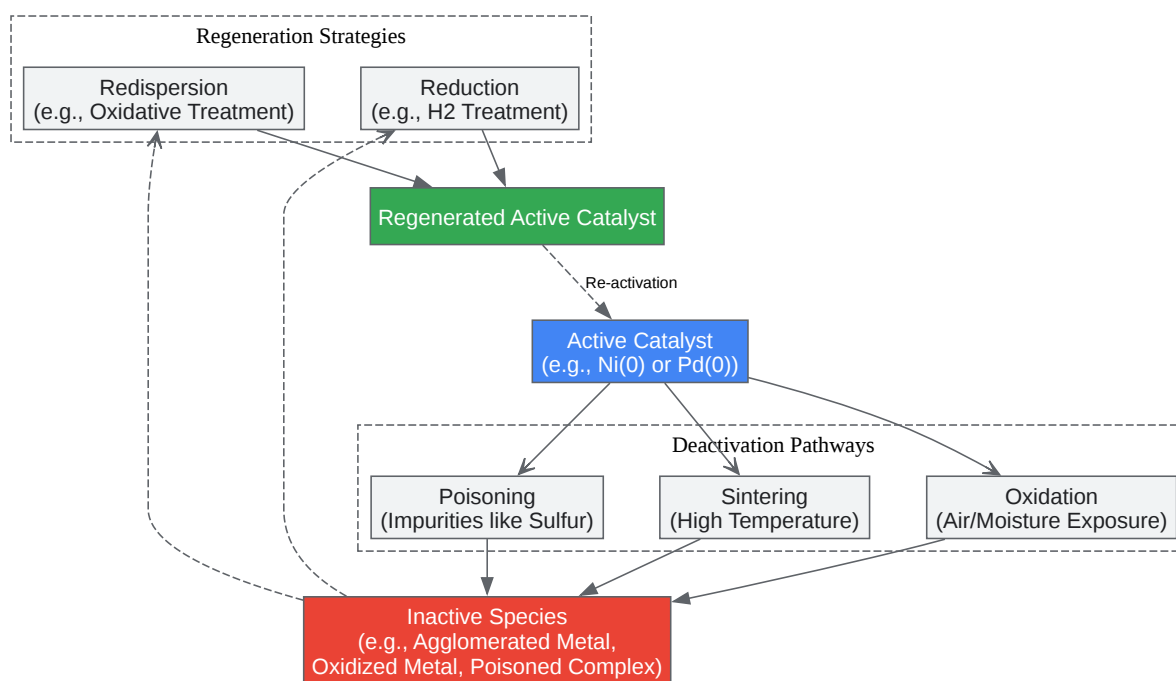 Regeneration Strategies
Redispersion
(e.g., Oxidative Treatment)
Reduction
(e.g., H2 Treatment)
Regenerated Active Catalyst
Re-activation
Active Catalyst
(e.g., Ni(0) or Pd(0))
Deactivation Pathways
Poisoning
(Impurities like Sulfur)
Sintering
(High Temperature)
Oxidation
(Air/Moisture Exposure)
Inactive Species
(e.g., Agglomerated Metal,
Oxidized Metal, Poisoned Complex)